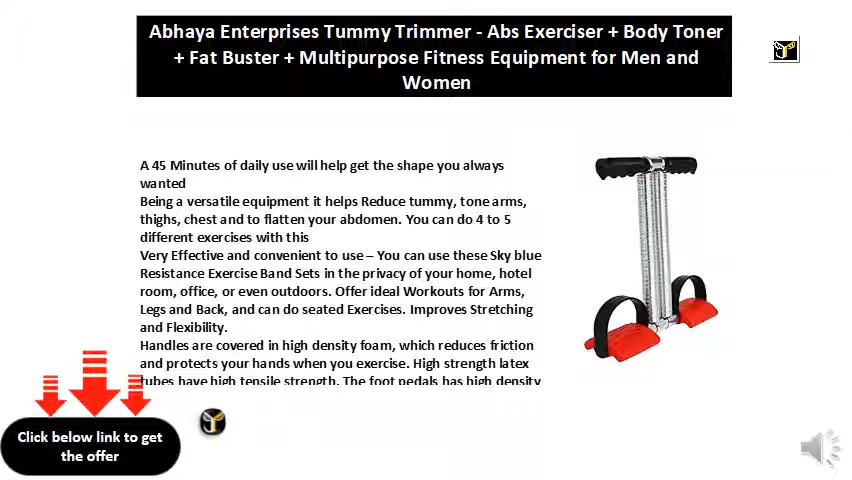 Abhaya Enterprises Tummy Trimmer - Abs Exerciser + Body Toner
+ Fat Buster + Multipurpose Fitness Equipment for Men and
Women
A 45 Minutes of daily use will help get the shape you always
wanted
Being a versatile equipment it helps Reduce tummy, tone arms,
thighs, chest and to flatten your abdomen. You can do 4 to 5
different exercises with this
Very Effective and convenient to use – You can use these Sky blue
Resistance Exercise Band Sets in the privacy of your home, hotel
room, office, or even outdoors. Offer ideal Workouts for Arms,
Legs and Back, and can do seated Exercises. Improves Stretching
and Flexibility.
Handles are covered in high density foam, which reduces friction
and protects your hands when you exercise. High strength latex
tubes have high tensile strength. The foot pedals has high density
Click below link to get
the offer